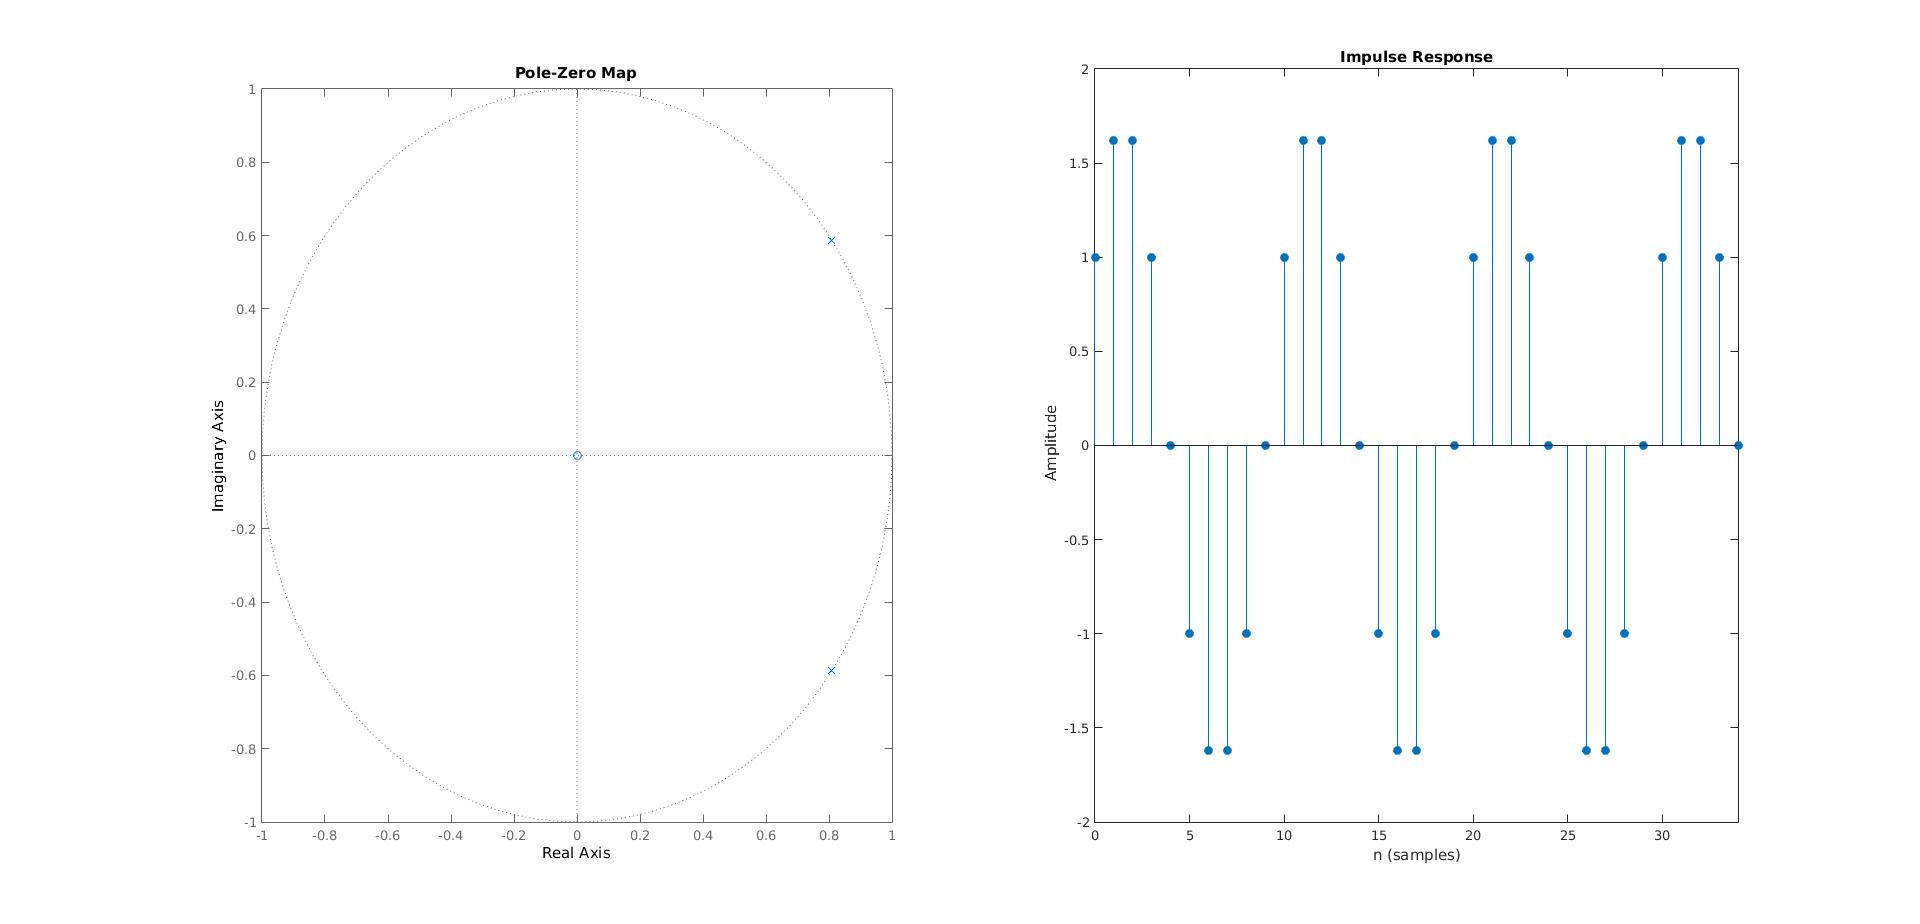 Pole-Zero Map
1
0.8
0.6
0.4
0.2
0
-0.2
-0.4
-0.6
-0.8
-1
Imaginary Axis
-1 -0.8 -0.6 -0.4 -0.2 0 0.2 0.4 0.6 0.8 1
Real Axis
Impulse Response
2
1.5
1
0.5
0
-0.5
-1
-1.5
-2
Amplitude
0 5 10 15 20 25 30
n (samples)